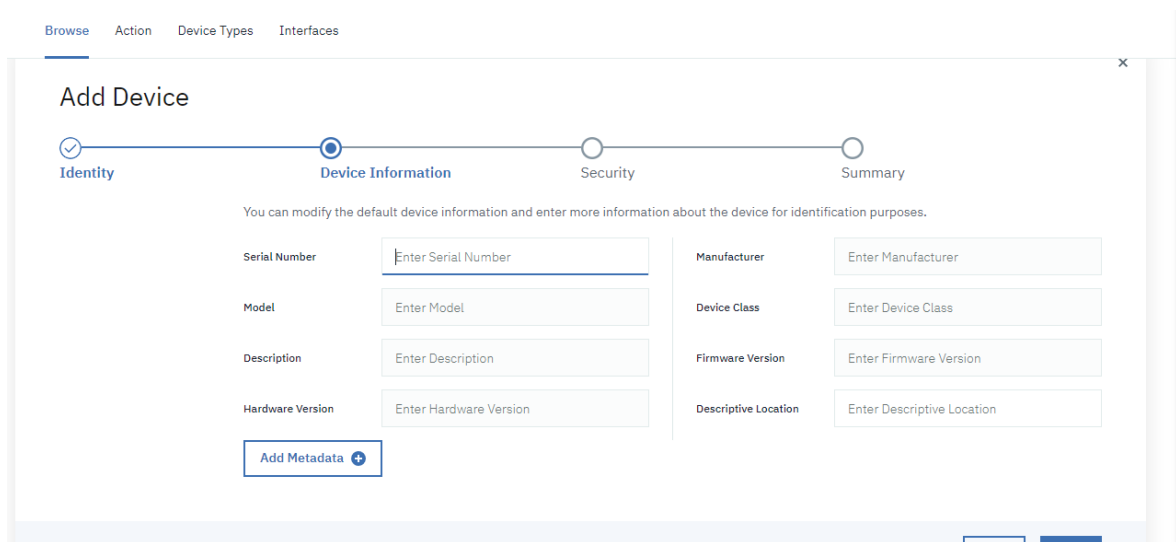 Browse Action Device Types Interfaces
Add Device
Identity Device Information Security Summary
You can modify the default device information and enter more information about the device for identification purposes.
Serial Number Enter Serial Number Manufacturer Enter Manufacturer
Model Enter Model Device Class Enter Device Class
Description Enter Description Firmware Version Enter Firmware Version
Hardware Version Enter Hardware Version Descriptive Location Enter Descriptive Location
Add Metadata